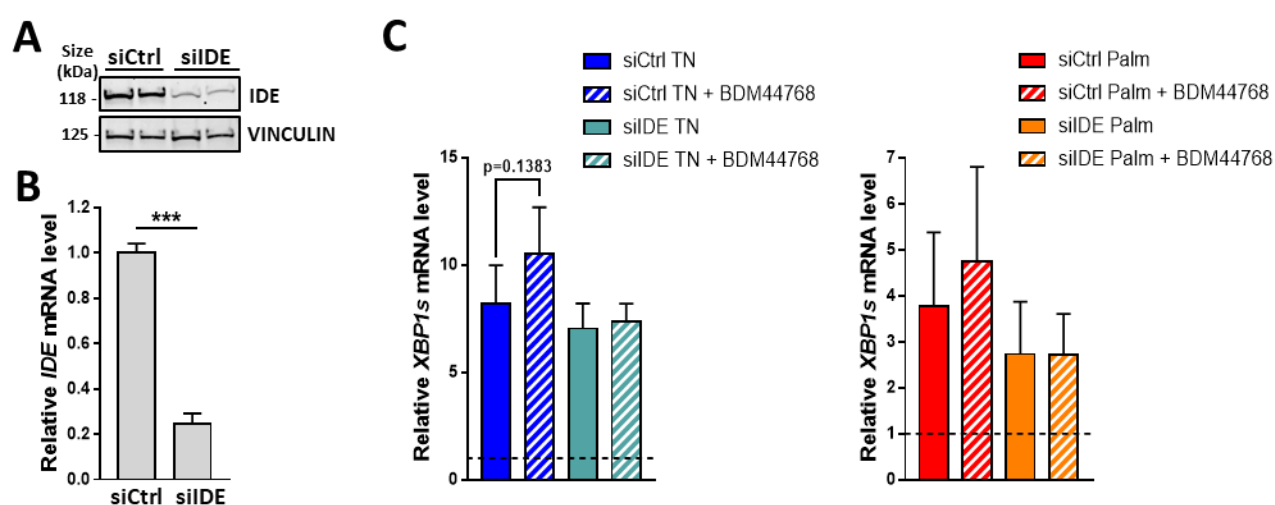 A
Size
(kDa)
siCtrl siIDE
118 - IDE
125 - VINCULIN
B
Relative IDE mRNA level
1.2
1.0
0.8
0.6
0.4
0.2
0.0
***
siCtrl siIDE
C
siCtrl TN
siCtrl TN + BDM44768
siIDE TN
siIDE TN + BDM44768
Relative XBP1s mRNA level
15
10
5
0
p=0.1383
siCtrl Palm
siCtrl Palm + BDM44768
siIDE Palm
siIDE Palm + BDM44768
Relative XBP1s mRNA level
7
6
5
4
3
2
1
0